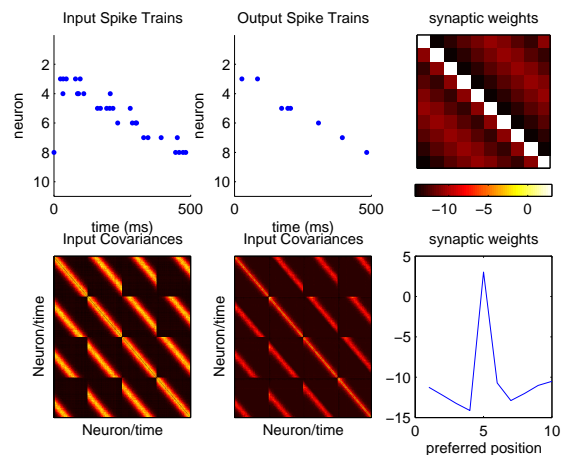 Input Spike Trains
Output Spike Trains
synaptic weights
neuron
2
4
6
8
10
0
500
time (ms)
neuron
2
4
6
8
10
0
500
time (ms)
−10
−5
0
Input Covariances
Input Covariances
synaptic weights
Neuron/time
Neuron/time
Neuron/time
Neuron/time
5
0
−5
−10
−15
0
5
10
preferred position